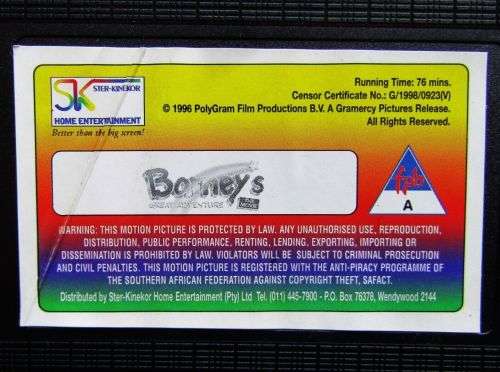 SK STER-KINEKOR
HOME ENTERTAINMENT
Better than the big screen!
Running Time: 76 mins.
Censor Certificate No.: G/1998/0923(V)
© 1996 PolyGram Film Productions B.V. A Gramercy Pictures Release.
All Rights Reserved.
Barney's
GREAT ADVENTURE
THE MOVIE
fpb
A
WARNING: THIS MOTION PICTURE IS PROTECTED BY LAW. ANY UNAUTHORISED USE, REPRODUCTION,
DISTRIBUTION, PUBLIC PERFORMANCE, RENTING, LENDING, EXPORTING, IMPORTING OR
DISSEMINATION IS PROHIBITED BY LAW. VIOLATORS WILL BE SUBJECT TO CRIMINAL PROSECUTION
AND CIVIL PENALTIES. THIS MOTION PICTURE IS REGISTERED WITH THE ANTI-PIRACY PROGRAMME OF
THE SOUTHERN AFRICAN FEDERATION AGAINST COPYRIGHT THEFT, SAFACT.
Distributed by Ster-Kinekor Home Entertainment (Pty) Ltd Tel. (011) 445-7900 - P.O. Box 76378, Wendywood 2144